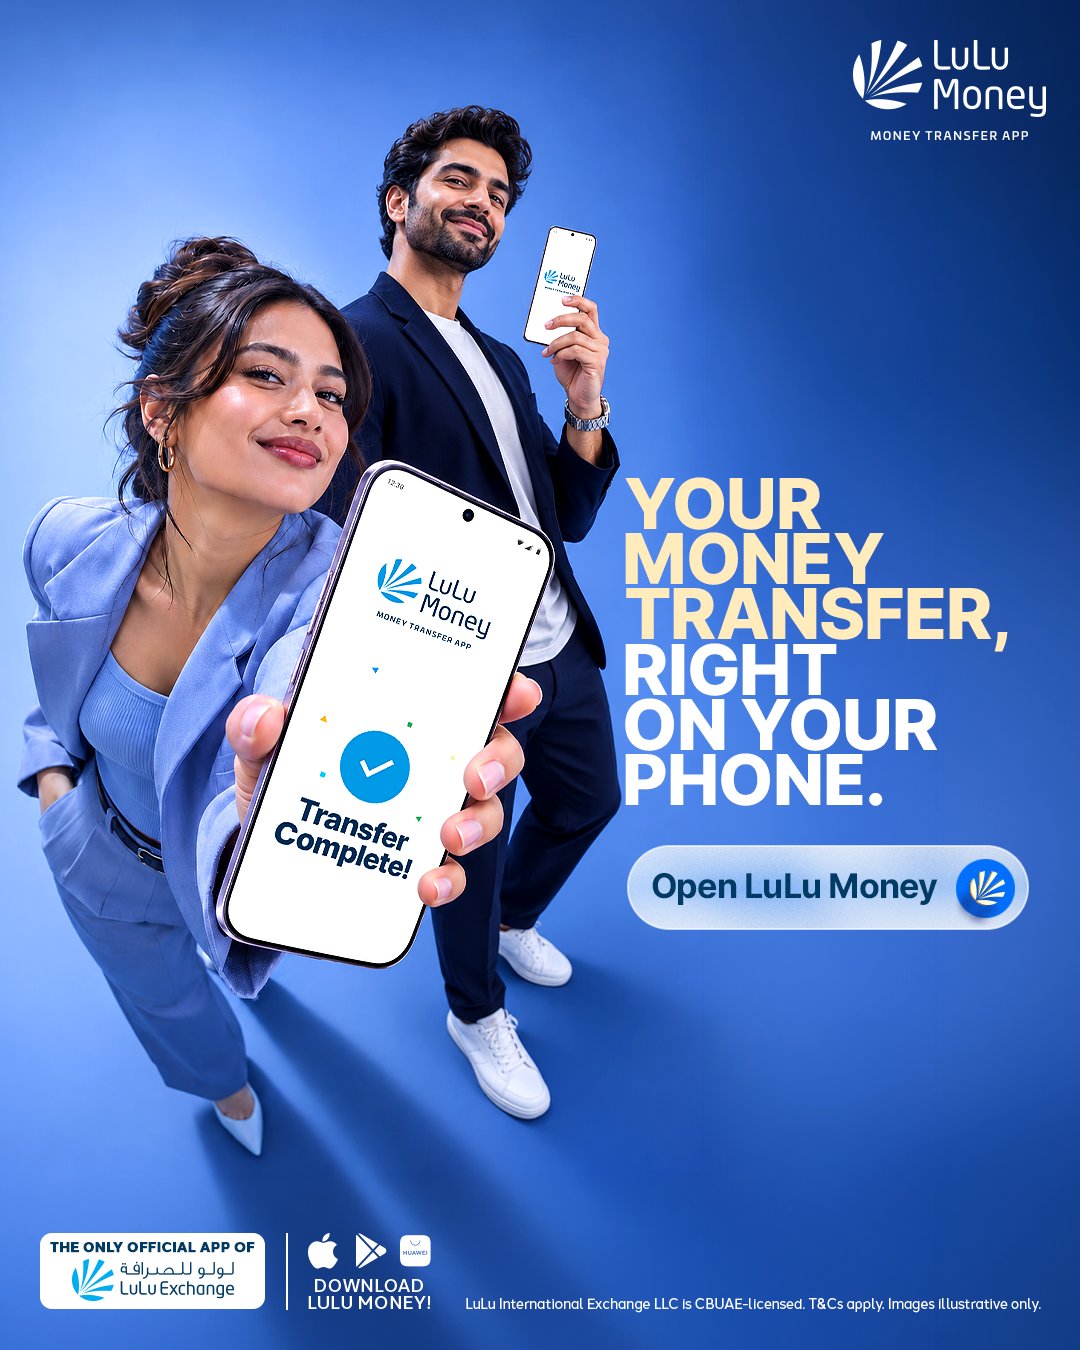 LuLu
Money
MONEY TRANSFER APP
LuLu
Money
12:30
LuLu
Money
MONEY TRANSFER APP
Transfer
Complete!
YOUR
MONEY
TRANSFER,
RIGHT
ON YOUR
PHONE.
Open LuLu Money
THE ONLY OFFICIAL APP OF
لولو للصرافة
LuLu Exchange
HUAWEI
DOWNLOAD
LULU MONEY!
LuLu International Exchange LLC is CBUAE-licensed. T&Cs apply. Images illustrative only.